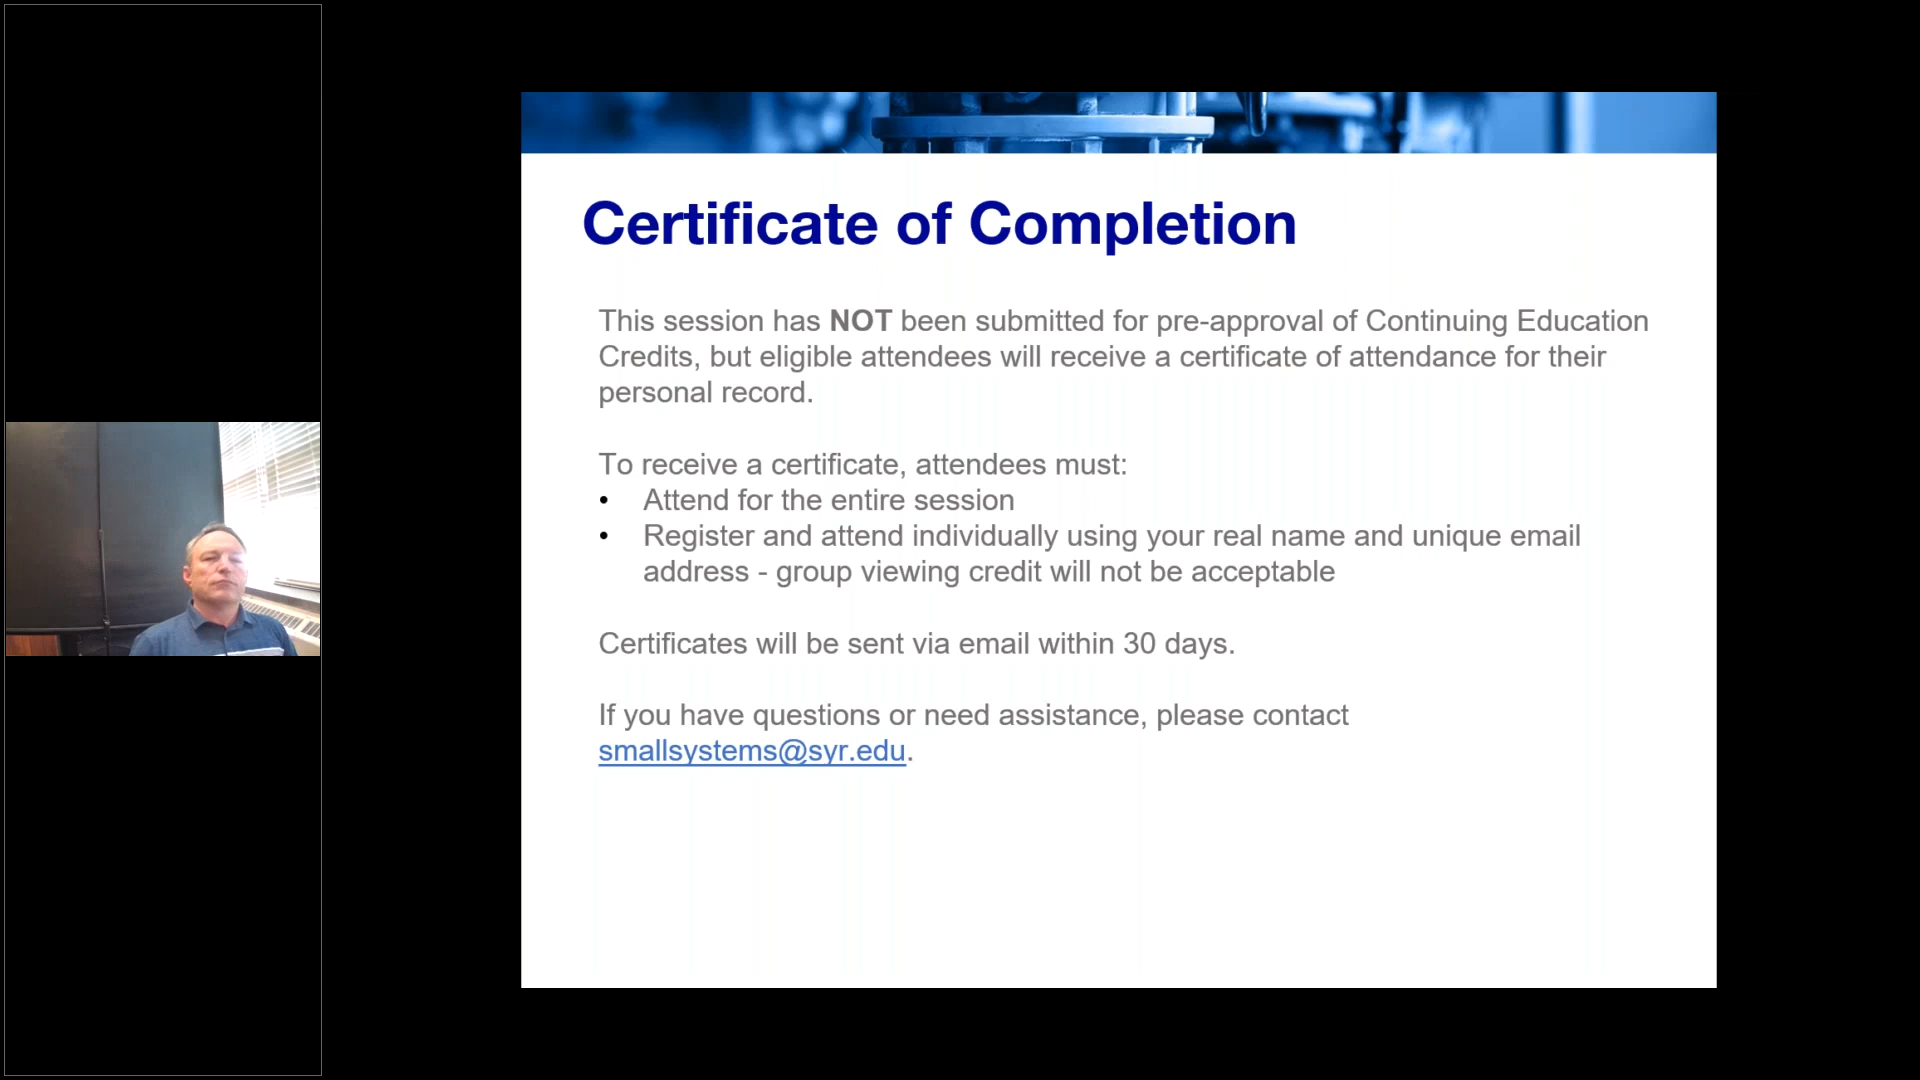 Certificate of Completion
This session has NOT been submitted for pre-approval of Continuing Education
Credits, but eligible attendees will receive a certificate of attendance for their
personal record.
To receive a certificate, attendees must:
• Attend for the entire session
• Register and attend individually using your real name and unique email
address - group viewing credit will not be acceptable
Certificates will be sent via email within 30 days.
If you have questions or need assistance, please contact
smallsystems@syr.edu.